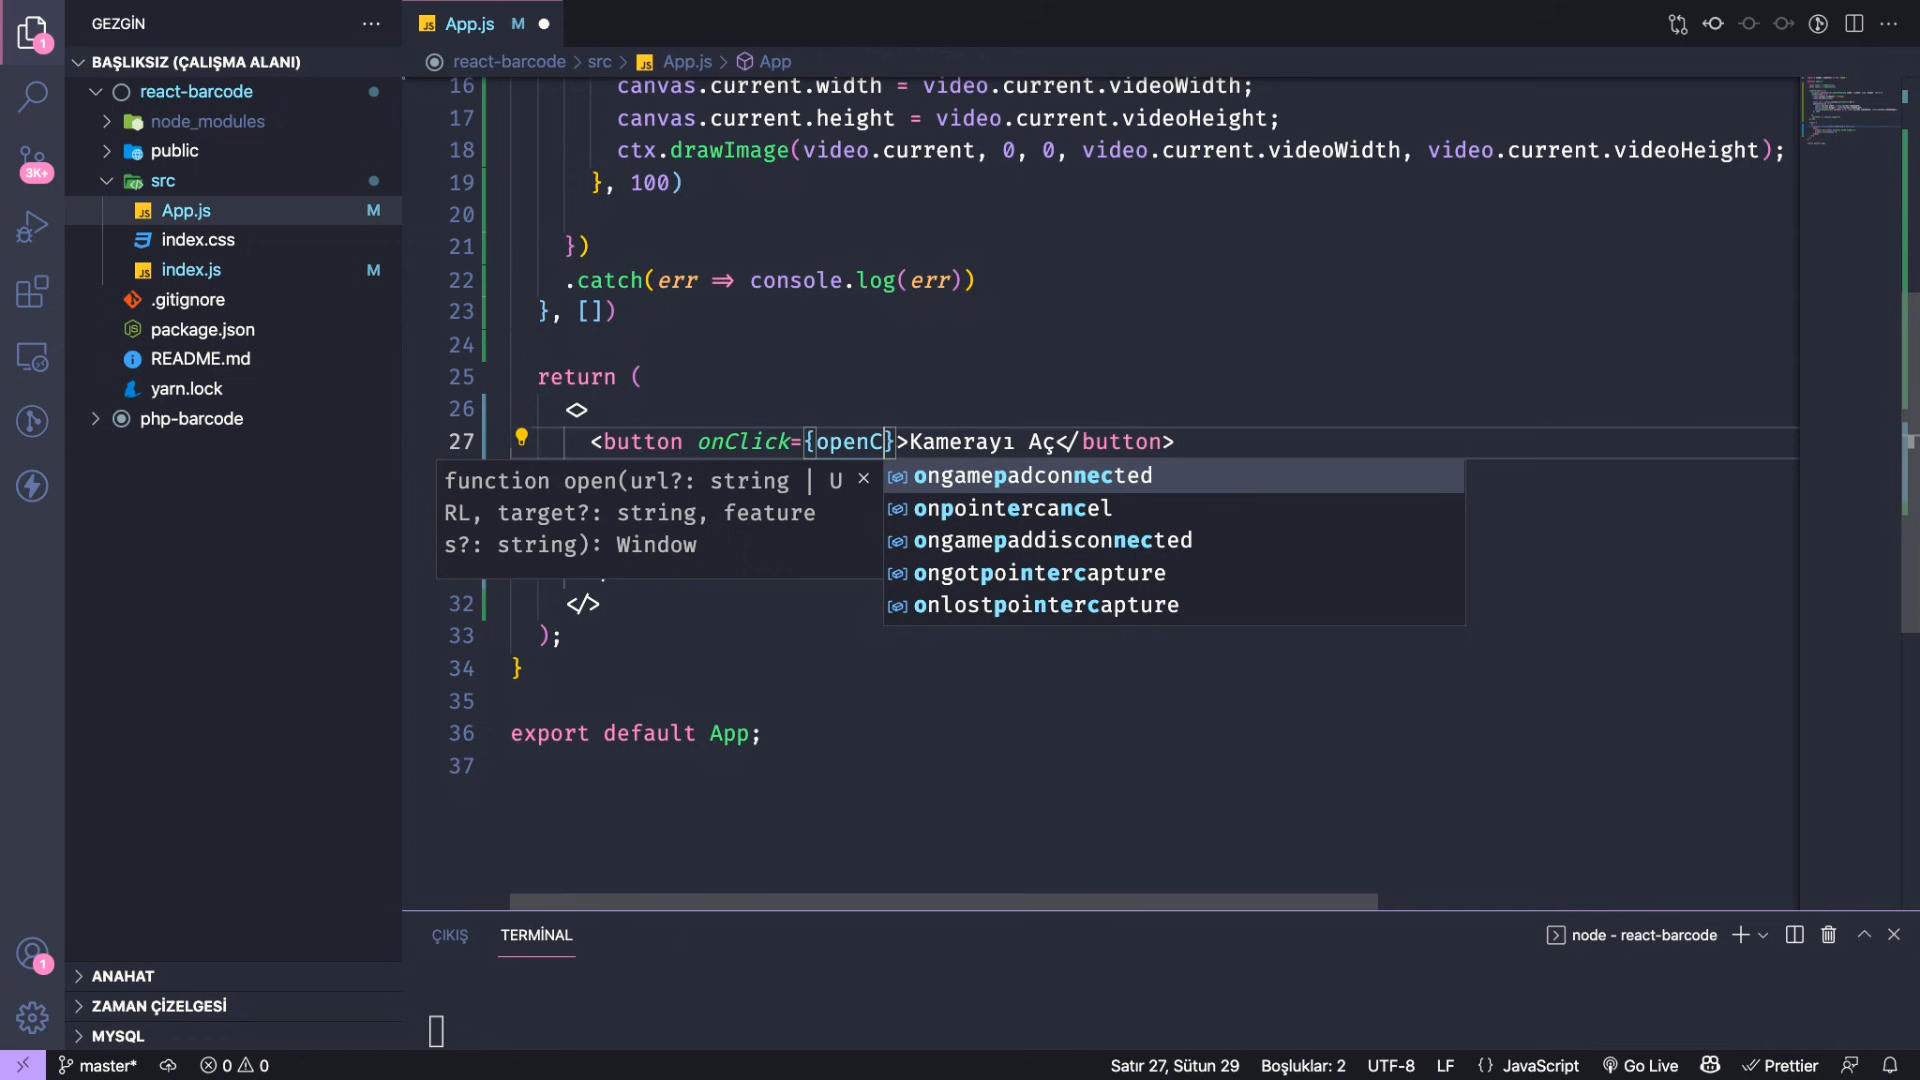 GEZGİN
App.js M
BAŞLIKSIZ (ÇALIŞMA ALANI)
react-barcode
node_modules
public
src
App.js M
index.css
index.js M
.gitignore
package.json
README.md
yarn.lock
php-barcode
ANAHAT
ZAMAN ÇİZELGESİ
MYSQL
1
3K+
1
react-barcode > src > App.js > App
16 canvas.current.width = video.current.videoWidth;
17 canvas.current.height = video.current.videoHeight;
18 ctx.drawImage(video.current, 0, 0, video.current.videoWidth, video.current.videoHeight);
19 }, 100)
20
21 })
22 .catch(err => console.log(err))
23 }, [])
24
25 return (
26 <>
27 <button onClick={openC}>Kamerayı Aç</button>
function open(url?: string | U
RL, target?: string, feature
s?: string): Window
ongamepadconnected
onpointercancel
ongamepaddisconnected
ongotpointercapture
onlostpointercapture
32 </>
33 );
34 }
35
36 export default App;
37
ÇIKIŞ TERMİNAL node - react-barcode
master* 0 0 Satır 27, Sütun 29 Boşluklar: 2 UTF-8 LF {} JavaScript Go Live Prettier